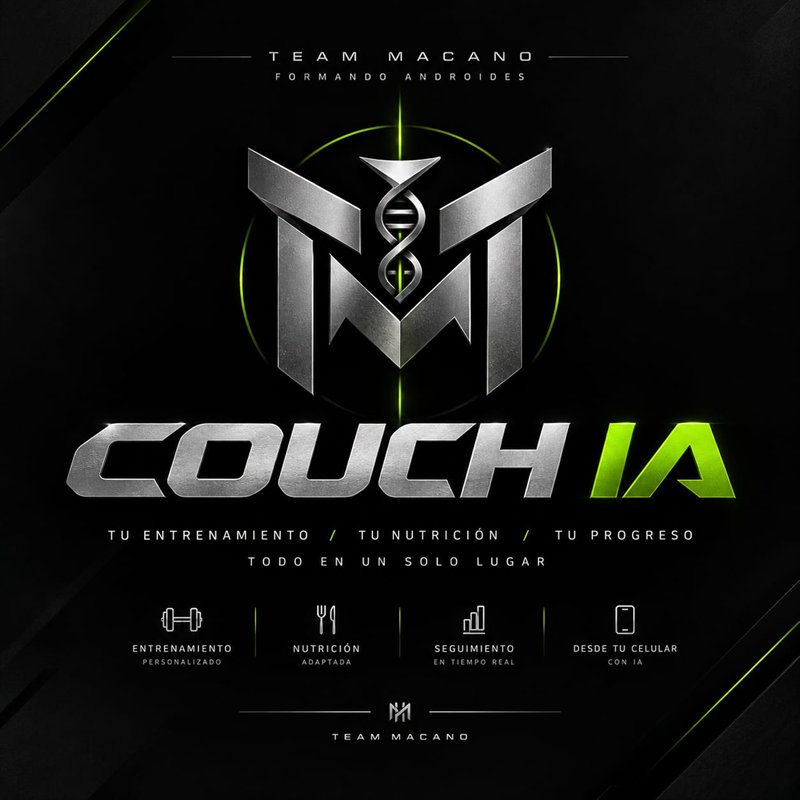 TEAM MACANO
FORMANDO ANDROIDES
COUCH IA
TU ENTRENAMIENTO / TU NUTRICIÓN / TU PROGRESO
TODO EN UN SOLO LUGAR
ENTRENAMIENTO
PERSONALIZADO
NUTRICIÓN
ADAPTADA
SEGUIMIENTO
EN TIEMPO REAL
DESDE TU CELULAR
CON IA
TEAM MACANO